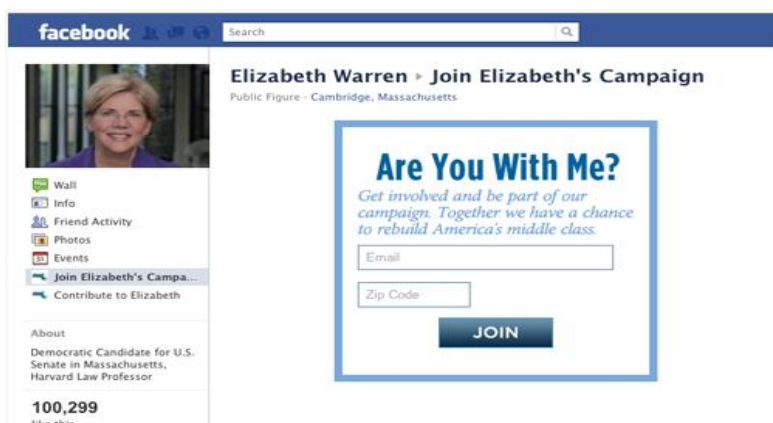 facebook
Search
Elizabeth Warren ▸ Join Elizabeth's Campaign
Public Figure · Cambridge, Massachusetts
Wall
Info
Friend Activity
Photos
31 Events
Join Elizabeth's Campa...
Contribute to Elizabeth
About
Democratic Candidate for U.S.
Senate in Massachusetts,
Harvard Law Professor
100,299
like this
Are You With Me?
Get involved and be part of our
campaign. Together we have a chance
to rebuild America's middle class.
Email
Zip Code
JOIN